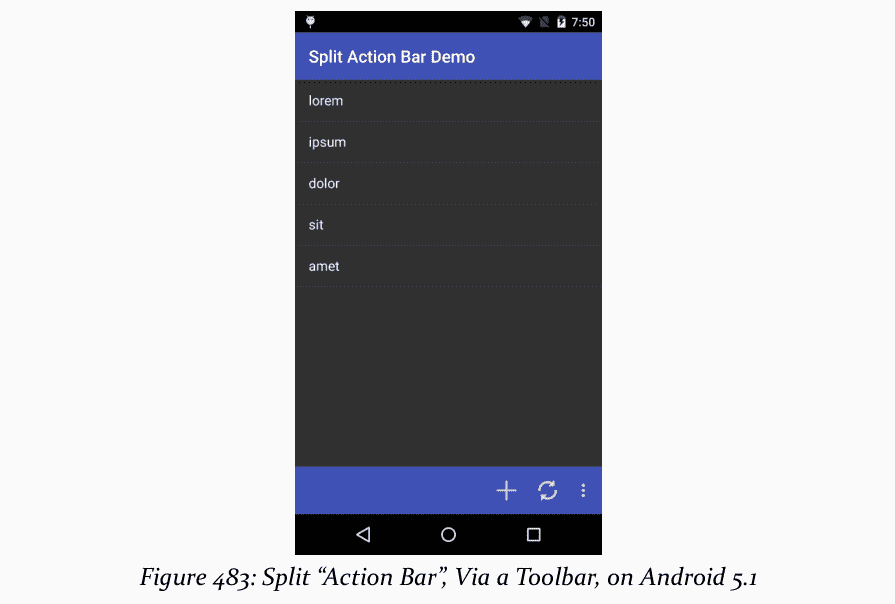 7:50
Split Action Bar Demo
lorem
ipsum
dolor
sit
amet
Figure 483: Split “Action Bar”, Via a Toolbar, on Android 5.1